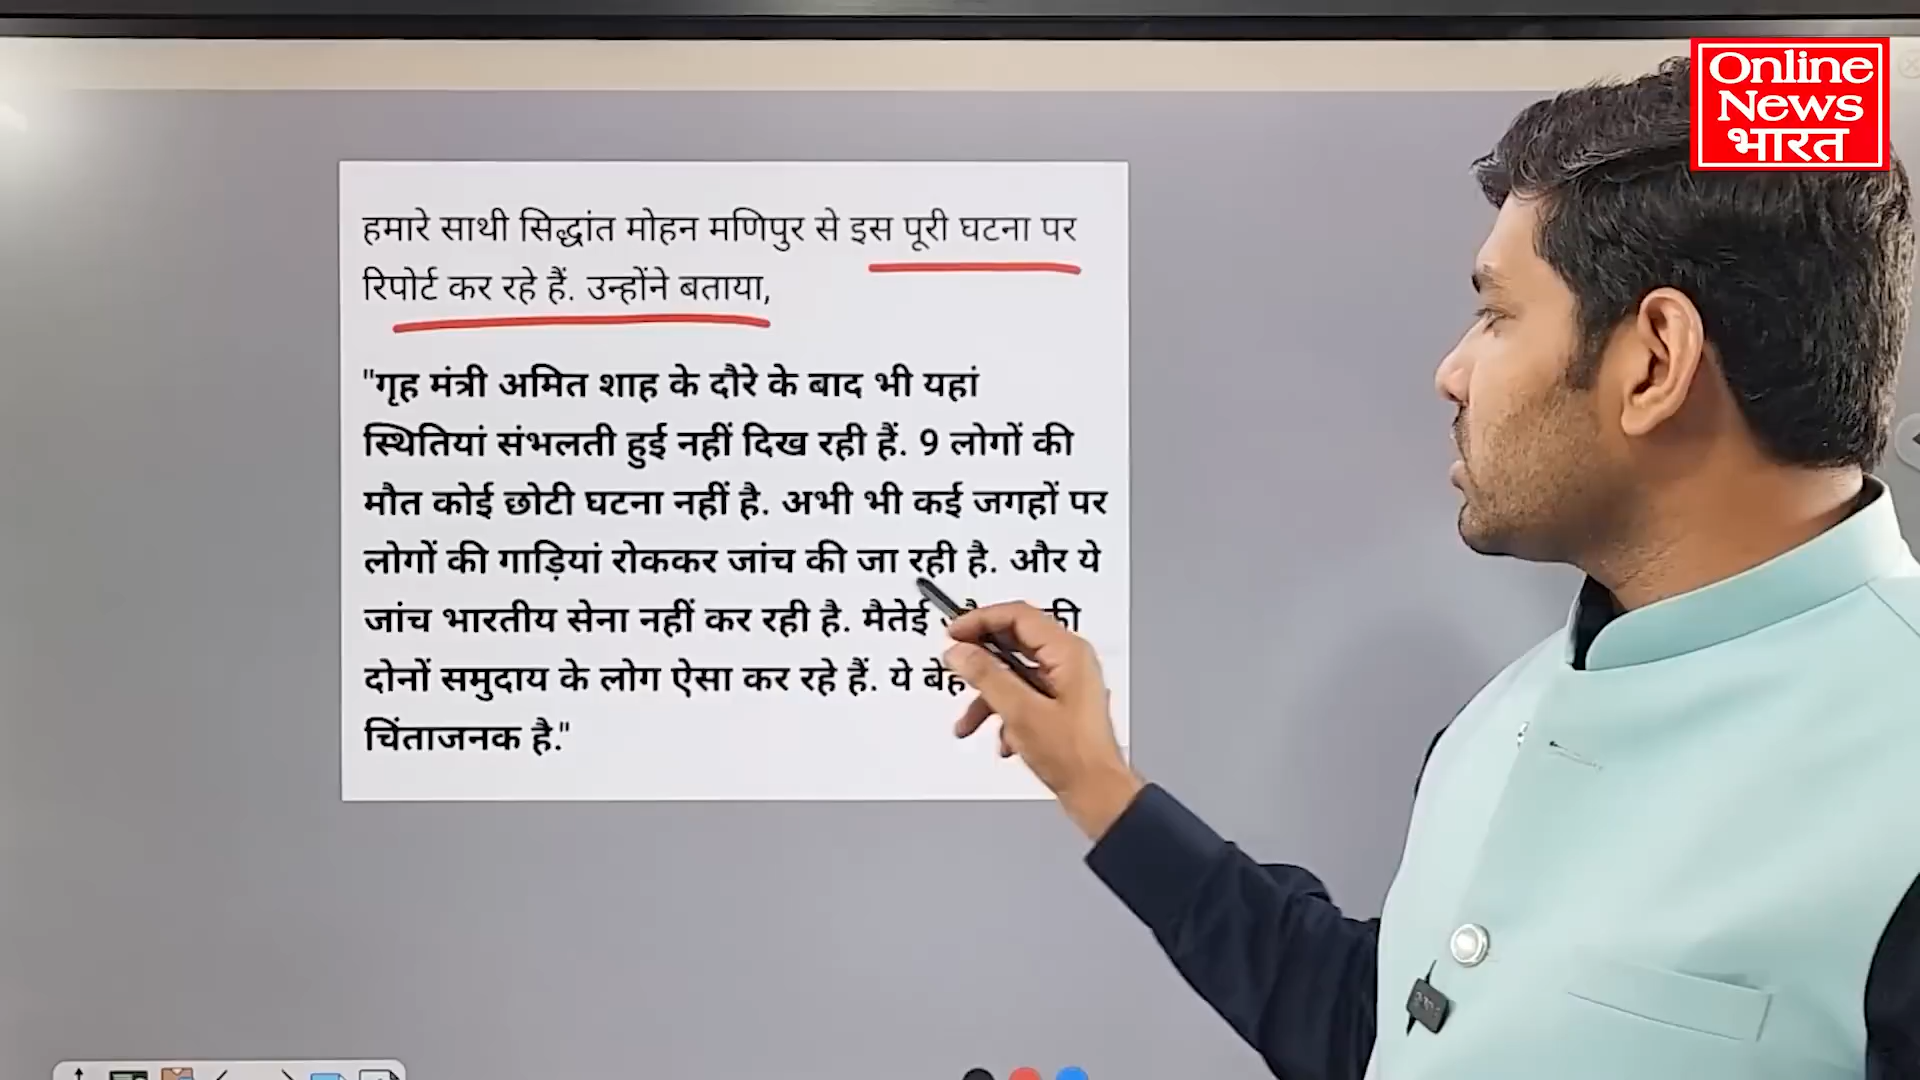 Online
News
भारत
हमारे साथी सिद्धांत मोहन मणिपुर से इस पूरी घटना पर
रिपोर्ट कर रहे हैं. उन्होंने बताया,
"गृह मंत्री अमित शाह के दौरे के बाद भी यहां
स्थितियां संभलती हुई नहीं दिख रही हैं. 9 लोगों की
मौत कोई छोटी घटना नहीं है. अभी भी कई जगहों पर
लोगों की गाड़ियां रोककर जांच की जा रही है. और ये
जांच भारतीय सेना नहीं कर रही है. मैतेई
दोनों समुदाय के लोग ऐसा कर रहे हैं. ये
चिंताजनक है."